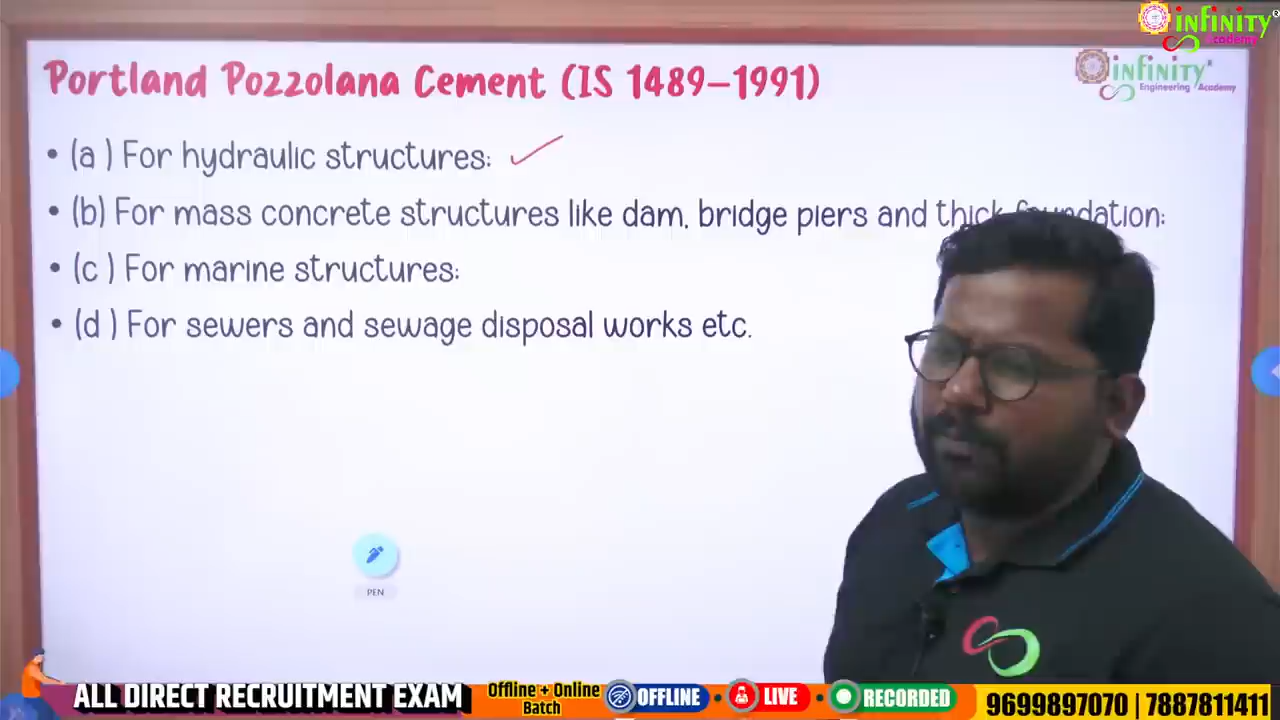 infinity
Academy
Portland Pozzolana Cement (IS 1489–1991)
infinity
Engineering Academy
• (a ) For hydraulic structures:
• (b) For mass concrete structures like dam, bridge piers and thick foundation:
• (c ) For marine structures:
• (d ) For sewers and sewage disposal works etc.
PEN
ALL DIRECT RECRUITMENT EXAM
Offline + Online
Batch
OFFLINE • LIVE • RECORDED
9699897070 | 7887811411